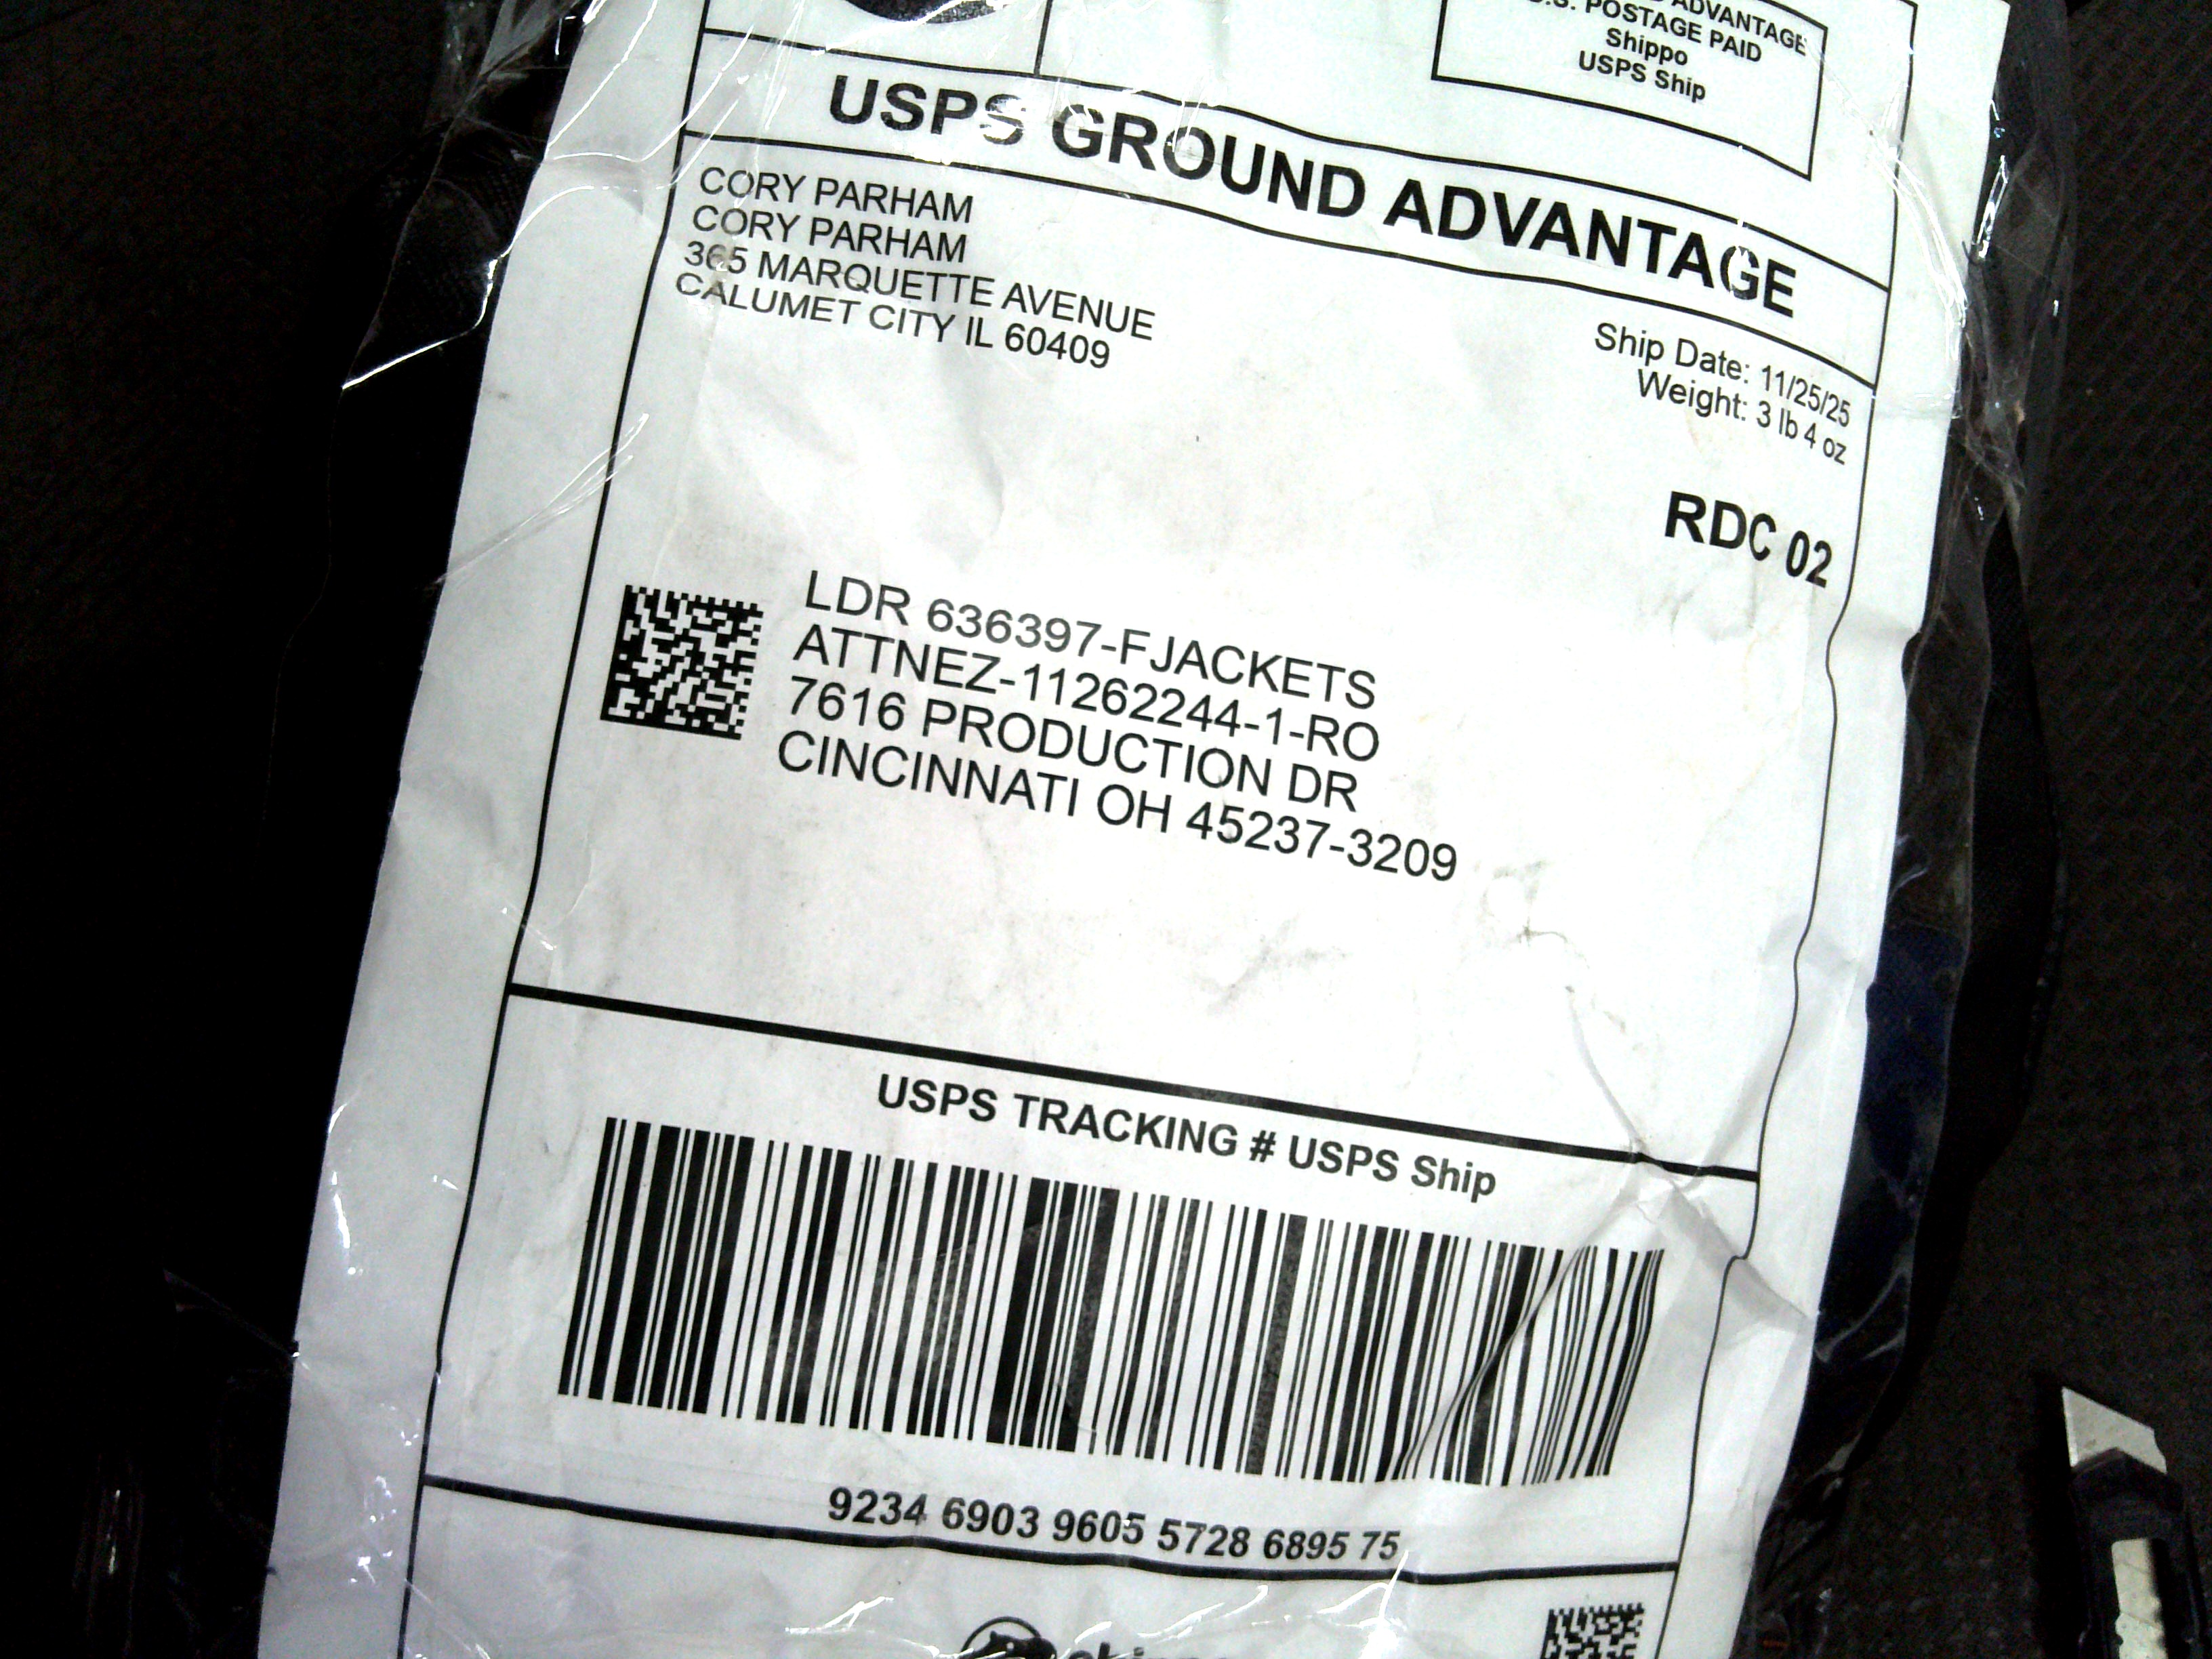 ADVANTAGE
U.S. POSTAGE PAID
Shippo
USPS Ship
USPS GROUND ADVANTAGE
CORY PARHAM
CORY PARHAM
365 MARQUETTE AVENUE
CALUMET CITY IL 60409
Ship Date: 11/25/25
Weight: 3 lb 4 oz
RDC 02
LDR 636397-FJACKETS
ATTNEZ-11262244-1-RO
7616 PRODUCTION DR
CINCINNATI OH 45237-3209
USPS TRACKING # USPS Ship
9234 6903 9605 5728 6895 75